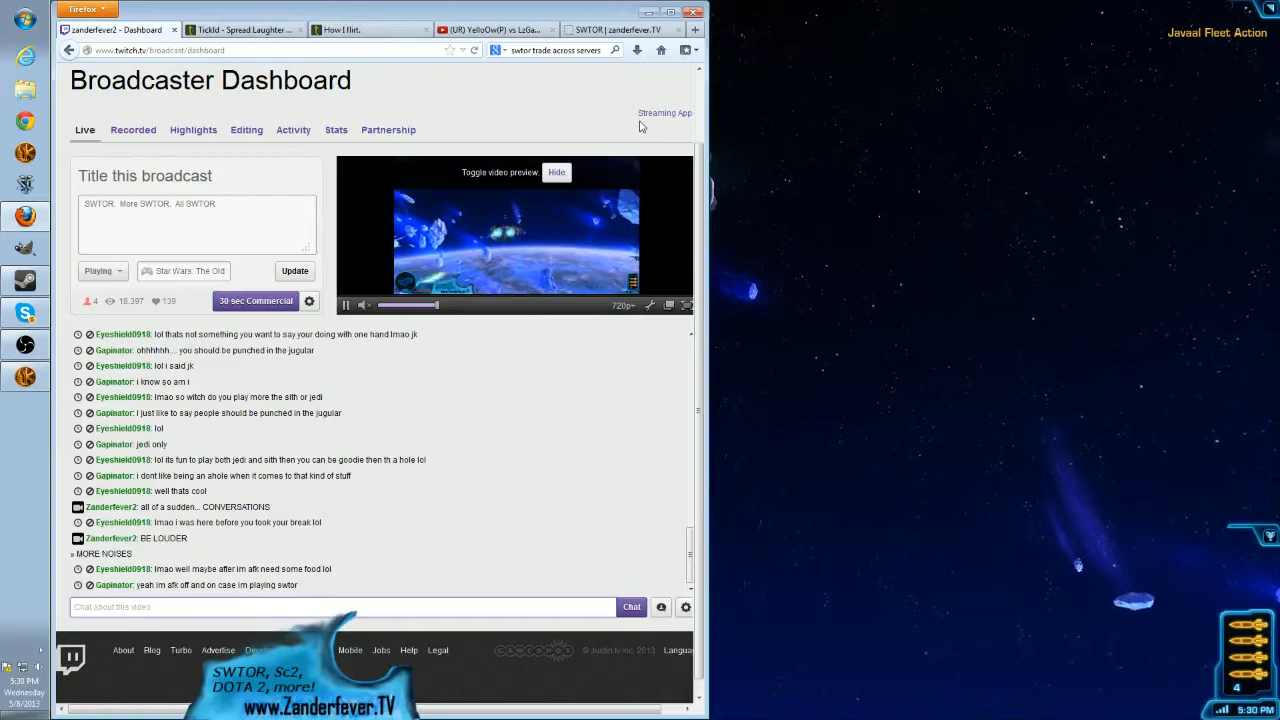 Firefox
zanderfever2 - Dashboard
Tickld - Spread Laughter ...
How I flirt.
(UR) YelloOw(P) vs LzGa...
SWTOR | zanderfever.TV
www.twitch.tv/broadcast/dashboard
swtor trade across servers
Javaal Fleet Action
Broadcaster Dashboard
Streaming App
Live Recorded Highlights Editing Activity Stats Partnership
Title this broadcast
Toggle video preview. Hide
SWTOR. More SWTOR. All SWTOR
Playing Star Wars: The Old Update
4 18,397 139 30 sec Commercial
720p+
Eyeshield0918: lol thats not something you want to say your doing with one hand lmao jk
Gapinator: ohhhhhh.... you should be punched in the jugular
Eyeshield0918: lol i said jk
Gapinator: i know so am i
Eyeshield0918: lmao so witch do you play more the sith or jedi
Gapinator: i just like to say people should be punched in the jugular
Eyeshield0918: lol
Gapinator: jedi only
Eyeshield0918: lol its fun to play both jedi and sith then you can be goodie then th a hole lol
Gapinator: i dont like being an ahole when it comes to that kind of stuff
Eyeshield0918: well thats cool
Zanderfever2: all of a sudden... CONVERSATIONS
Eyeshield0918: lmao i was here before you took your break lol
Zanderfever2: BE LOUDER
» MORE NOISES
Eyeshield0918: lmao well maybe after im afk need some food lol
Gapinator: yeah im afk off and on case im playing swtor
Chat about this video Chat
About Blog Turbo Advertise Mobile Jobs Help Legal GAMESPOT © Justin.tv Inc, 2013 Langua
SWTOR, Sc2,
DOTA 2, more!
www.Zanderfever.TV
5:30 PM
Wednesday
5/8/2013
4
5:30 PM